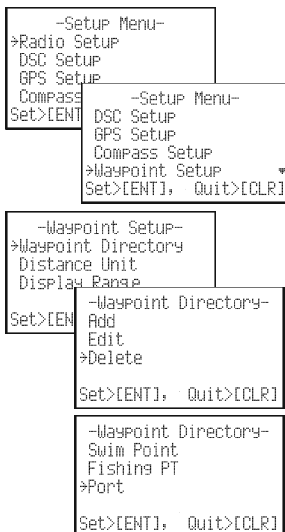 -Setup Menu-
→Radio Setup
DSC Setup
GPS Setup
Compass
Set>[ENT
-Setup Menu-
DSC Setup
GPS Setup
Compass Setup
→Waypoint Setup ▼
Set>[ENT], Quit>[CLR]
-Waypoint Setup-
→Waypoint Directory
Distance Unit
Display Range
Set>[EN
-Waypoint Directory-
Add
Edit
→Delete
Set>[ENT], Quit>[CLR]
-Waypoint Directory-
Swim Point
Fishing PT
→Port
Set>[ENT], Quit>[CLR]